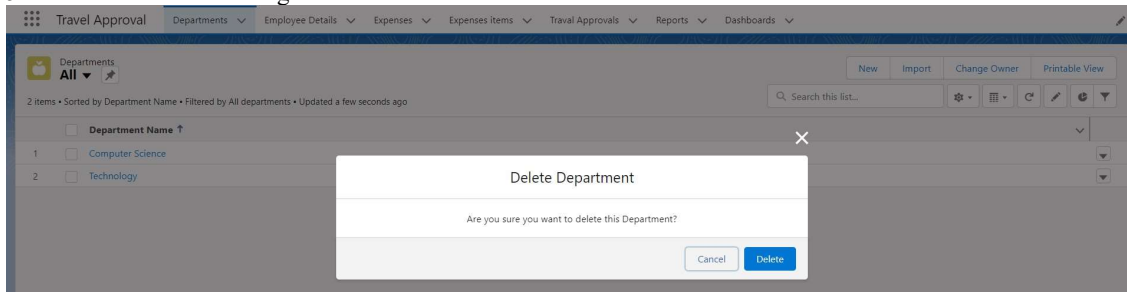 Travel Approval Departments Employee Details Expenses Expenses items Traval Approvals Reports Dashboards
Departments
All
New Import Change Owner Printable View
2 items • Sorted by Department Name • Filtered by All departments • Updated a few seconds ago
Search this list...
Department Name ↑
1 Computer Science
2 Technology
Delete Department
Are you sure you want to delete this Department?
Cancel Delete